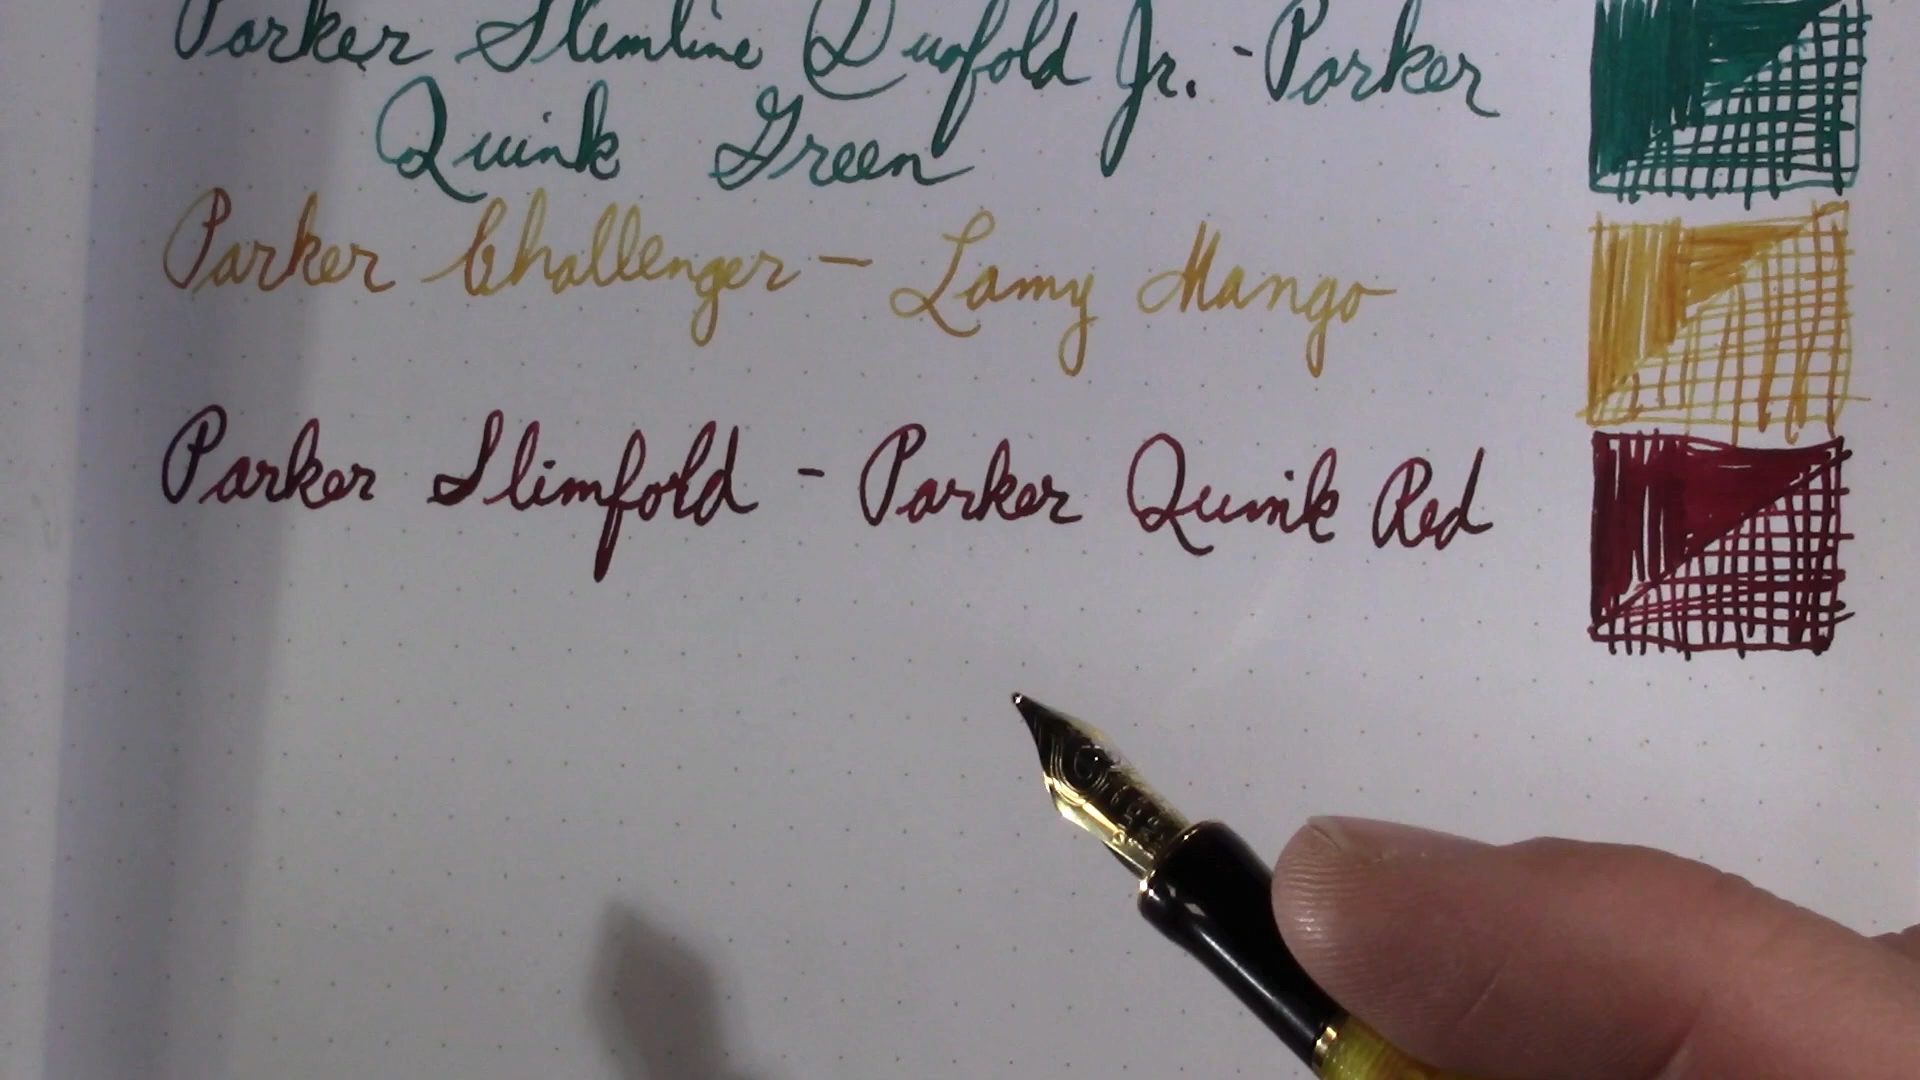 Parker Slimline Duofold Jr. - Parker
Quink Green
Parker Challenger - Lamy Mango
Parker Slimfold - Parker Quink Red